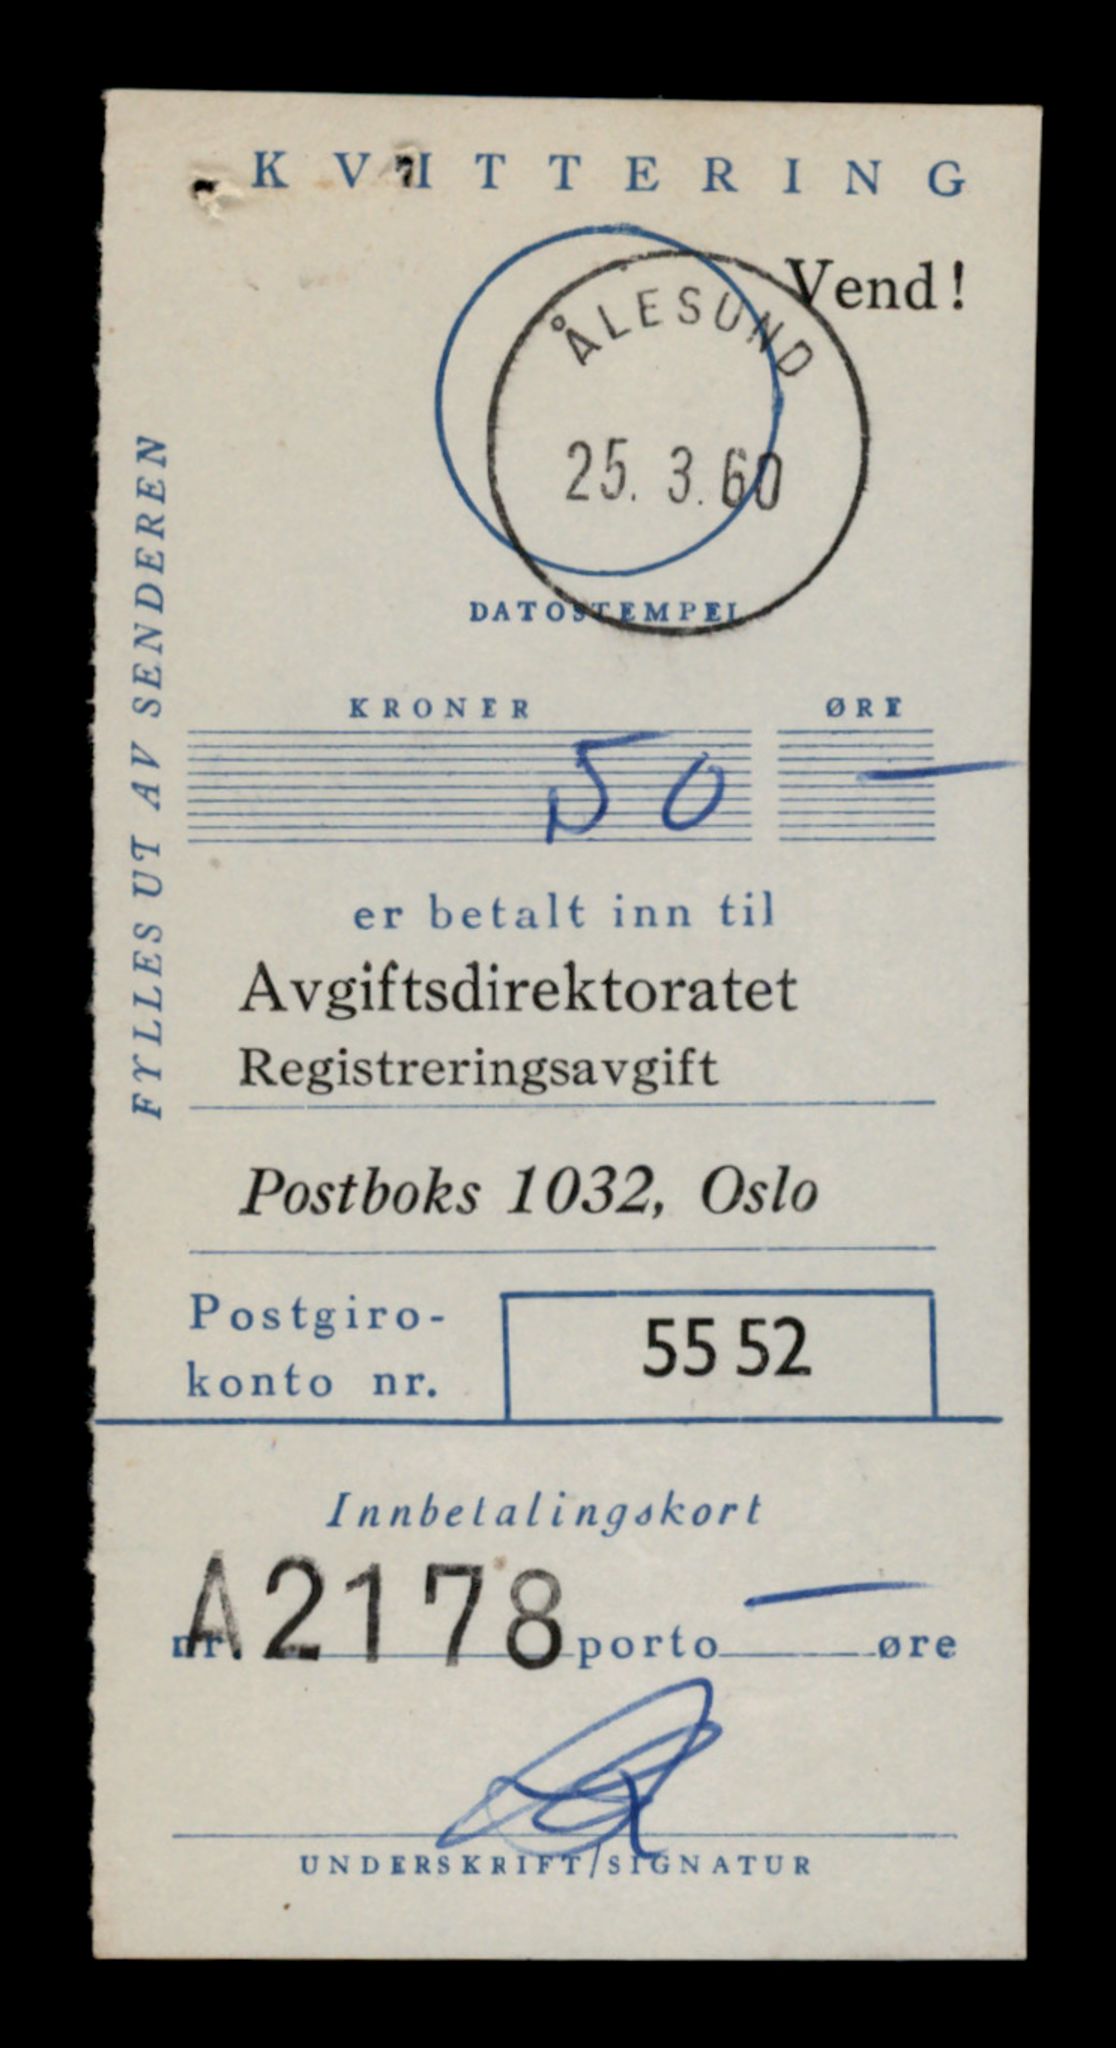 KVITTERING
Vend!
ÅLESUND
25. 3. 60
DATOSTEMPEL
FYLLES UT AV SENDEREN
KRONER ØRE
50 —
er betalt inn til
Avgiftsdirektoratet
Registreringsavgift
Postboks 1032, Oslo
Postgiro-
konto nr.
55 52
Innbetalingskort
nr. A2178 porto — øre
UNDERSKRIFT/SIGNATUR